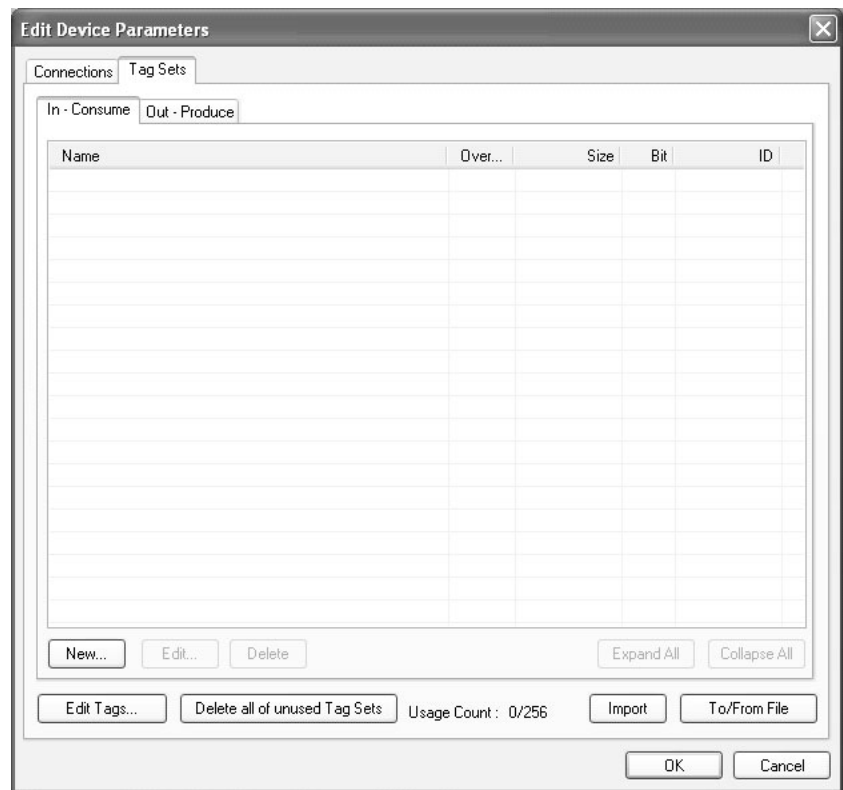 Edit Device Parameters
Connections Tag Sets
In - Consume Out - Produce
Name Over... Size Bit ID
New... Edit... Delete Expand All Collapse All
Edit Tags... Delete all of unused Tag Sets Usage Count : 0/256 Import To/From File
OK Cancel